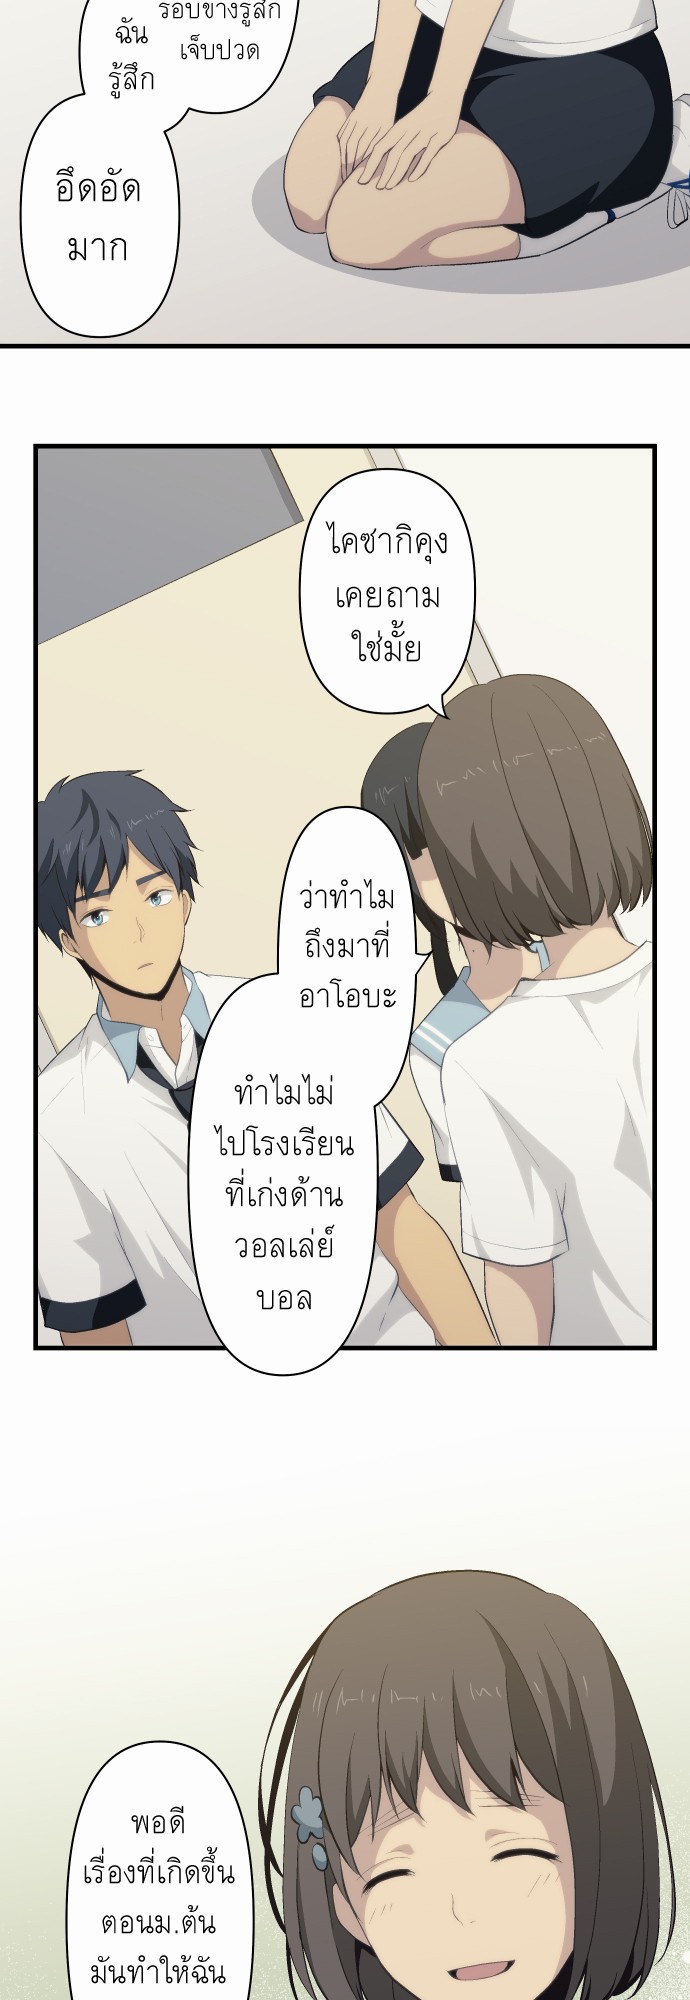 รอบข้างรู้สึก
เจ็บปวด
ฉัน
รู้สึก
อึดอัด
มาก
ไคซากิคุง
เคยถาม
ใช่มั้ย
ว่าทำไม
ถึงมาที่
อาโอบะ
ทำไมไม่
ไปโรงเรียน
ที่เก่งด้าน
วอลเล่ย์
บอล
พอดี
เรื่องที่เกิดขึ้น
ตอนม.ต้น
มันทำให้ฉัน